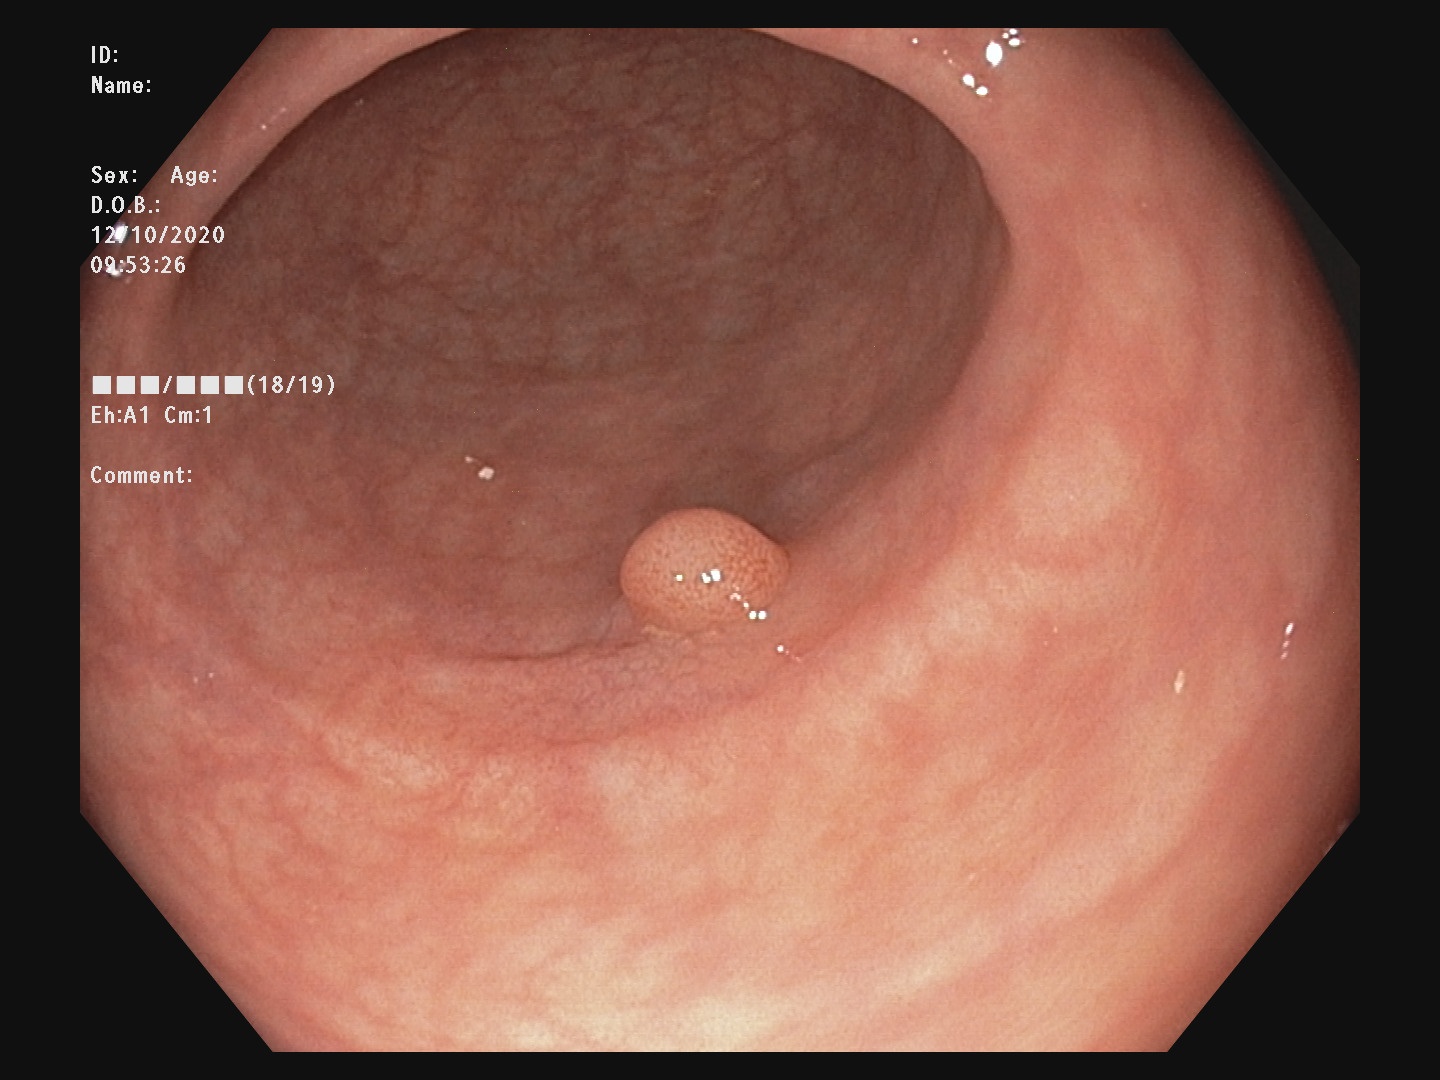 ID:
Name:
Sex: Age:
D.O.B.:
12/10/2020
09:53:26
■■■/■■■(18/19)
Eh:A1 Cm:1
Comment: